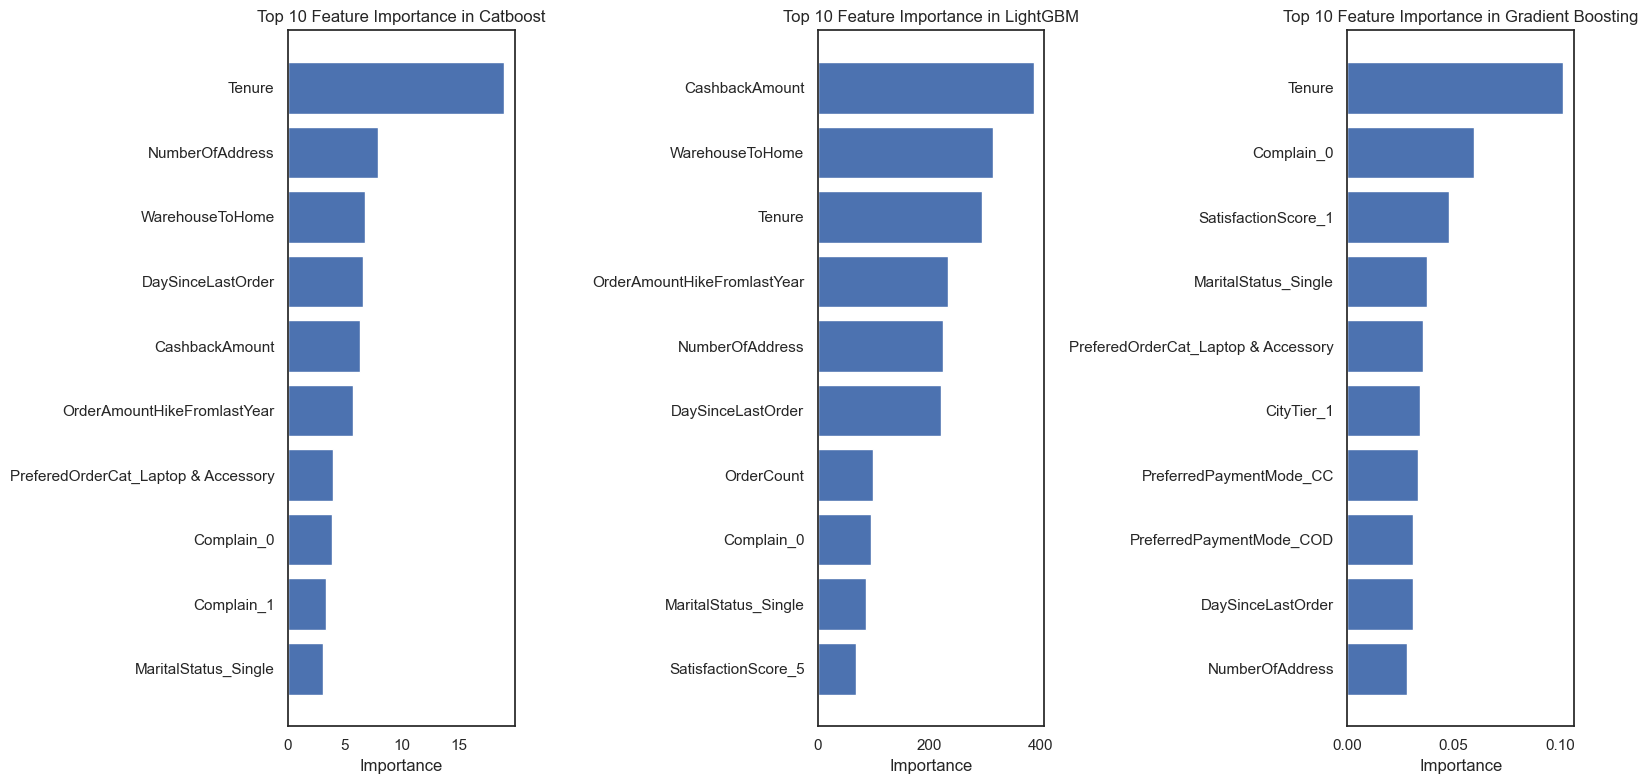 Top 10 Feature Importance in Catboost
Tenure
NumberOfAddress
WarehouseToHome
DaySinceLastOrder
CashbackAmount
OrderAmountHikeFromlastYear
PreferedOrderCat_Laptop & Accessory
Complain_0
Complain_1
MaritalStatus_Single
0 5 10 15
Importance
Top 10 Feature Importance in LightGBM
CashbackAmount
WarehouseToHome
Tenure
OrderAmountHikeFromlastYear
NumberOfAddress
DaySinceLastOrder
OrderCount
Complain_0
MaritalStatus_Single
SatisfactionScore_5
0 200 400
Importance
Top 10 Feature Importance in Gradient Boosting
Tenure
Complain_0
SatisfactionScore_1
MaritalStatus_Single
PreferedOrderCat_Laptop & Accessory
CityTier_1
PreferredPaymentMode_CC
PreferredPaymentMode_COD
DaySinceLastOrder
NumberOfAddress
0.00 0.05 0.10
Importance